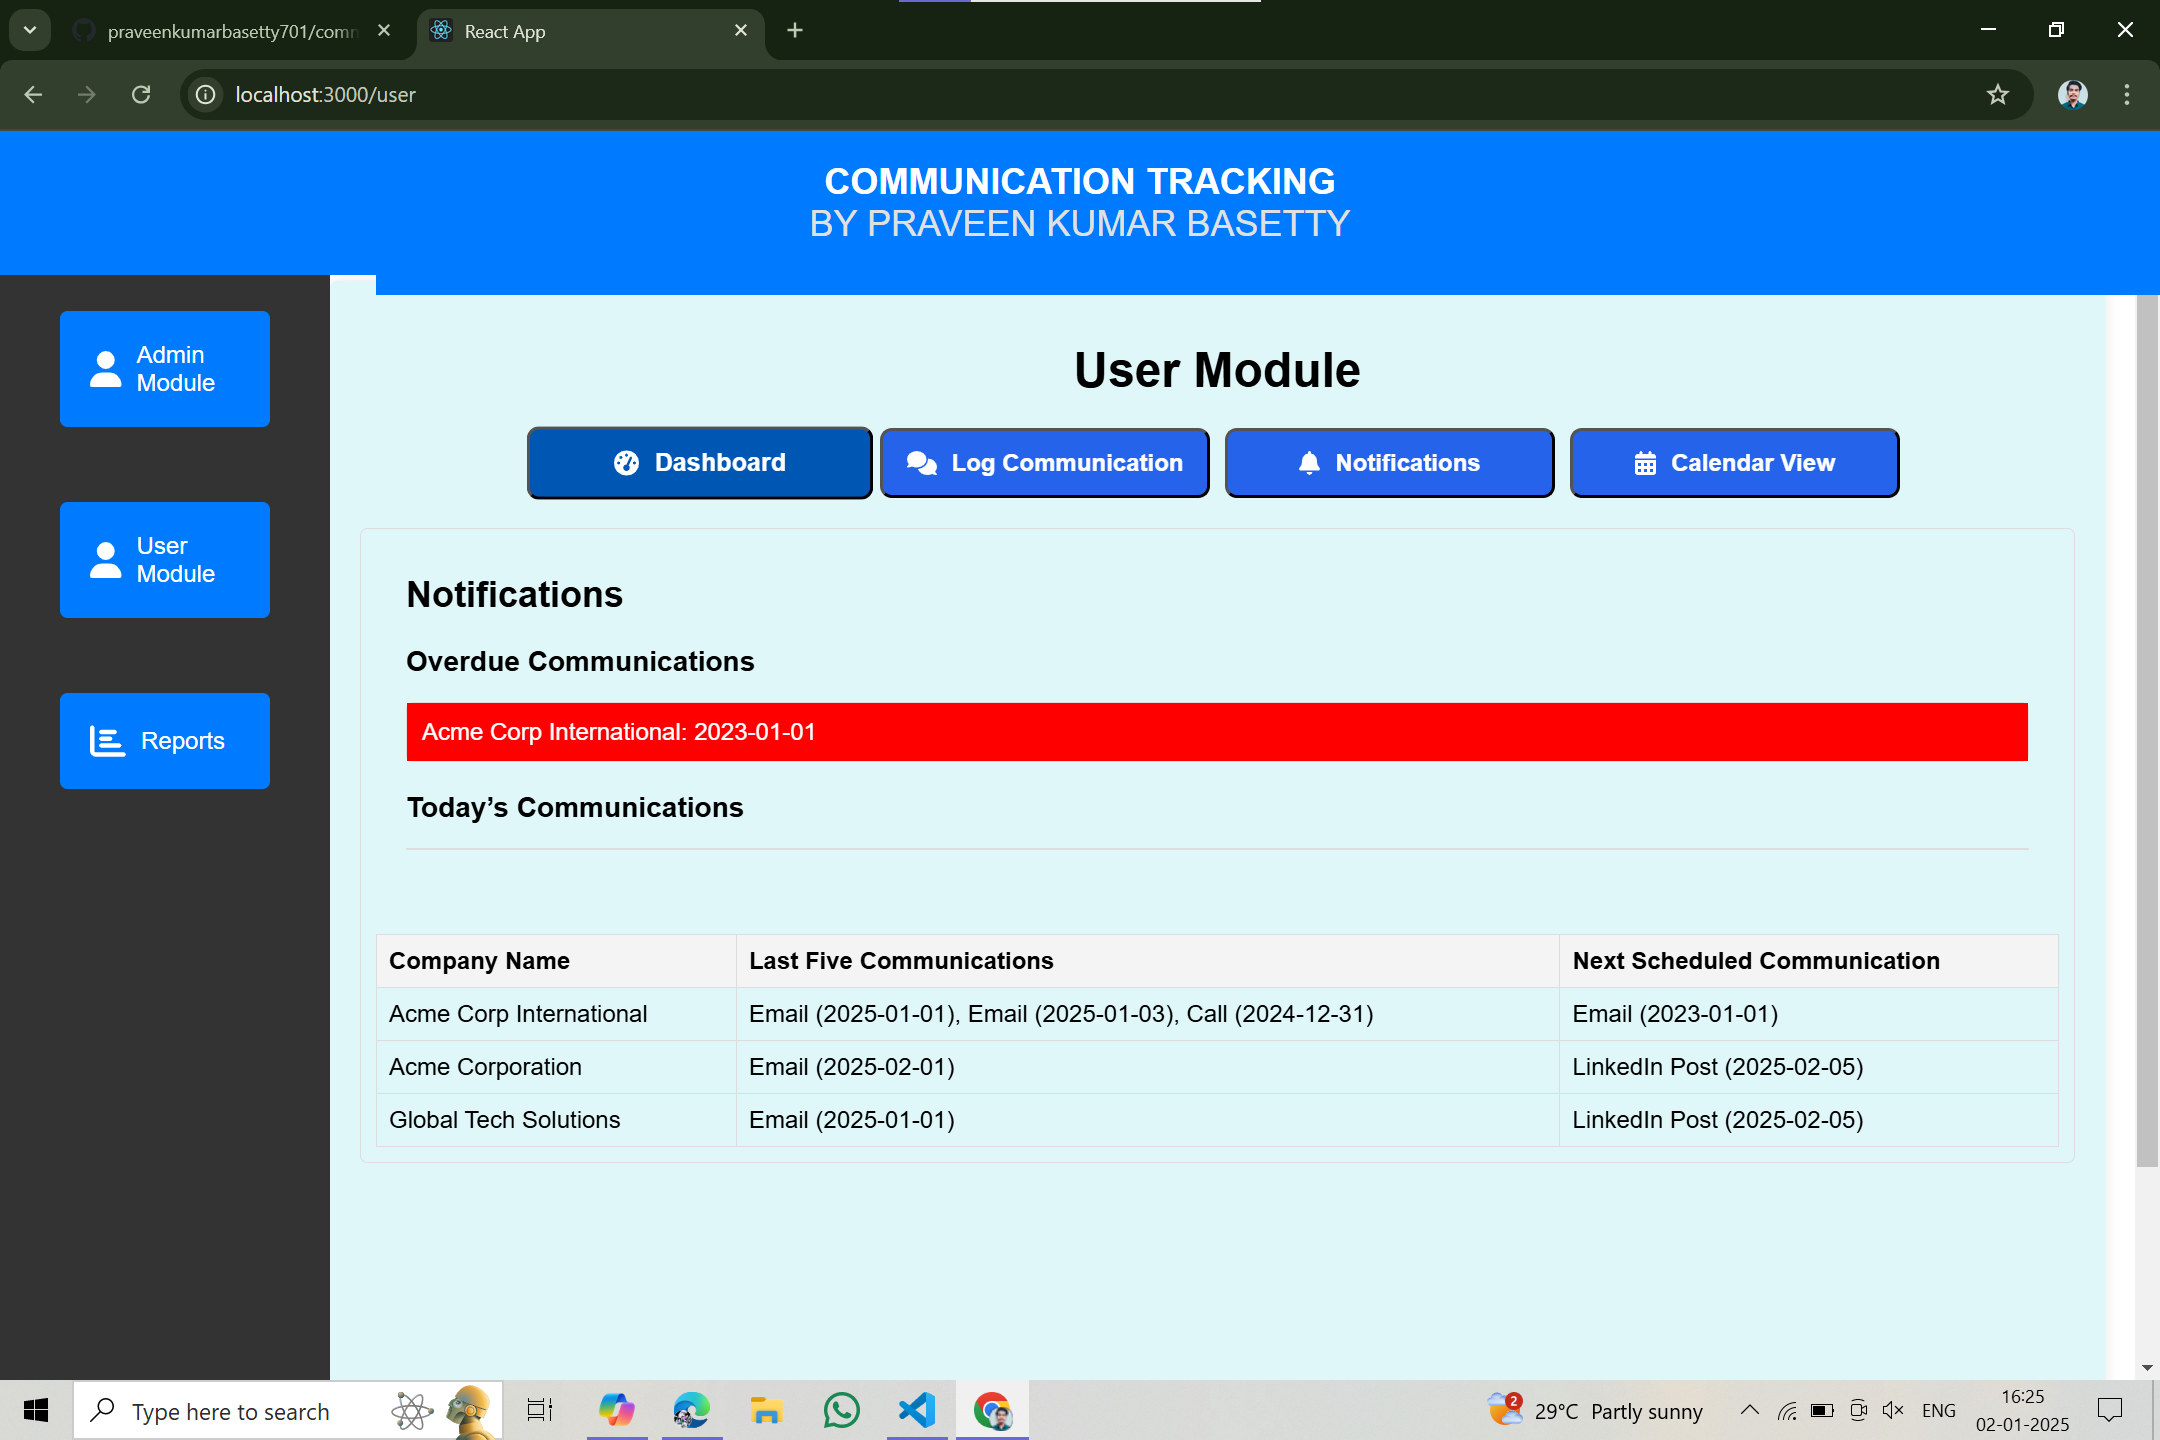 praveenkumarbasetty701/comm
React App
localhost:3000/user
COMMUNICATION TRACKING
BY PRAVEEN KUMAR BASETTY
Admin
Module
User
Module
Reports
User Module
Dashboard
Log Communication
Notifications
Calendar View
Notifications
Overdue Communications
Acme Corp International: 2023-01-01
Today’s Communications
Company Name Last Five Communications Next Scheduled Communication
Acme Corp International Email (2025-01-01), Email (2025-01-03), Call (2024-12-31) Email (2023-01-01)
Acme Corporation Email (2025-02-01) LinkedIn Post (2025-02-05)
Global Tech Solutions Email (2025-01-01) LinkedIn Post (2025-02-05)
Type here to search
2
29°C Partly sunny
ENG
16:25
02-01-2025